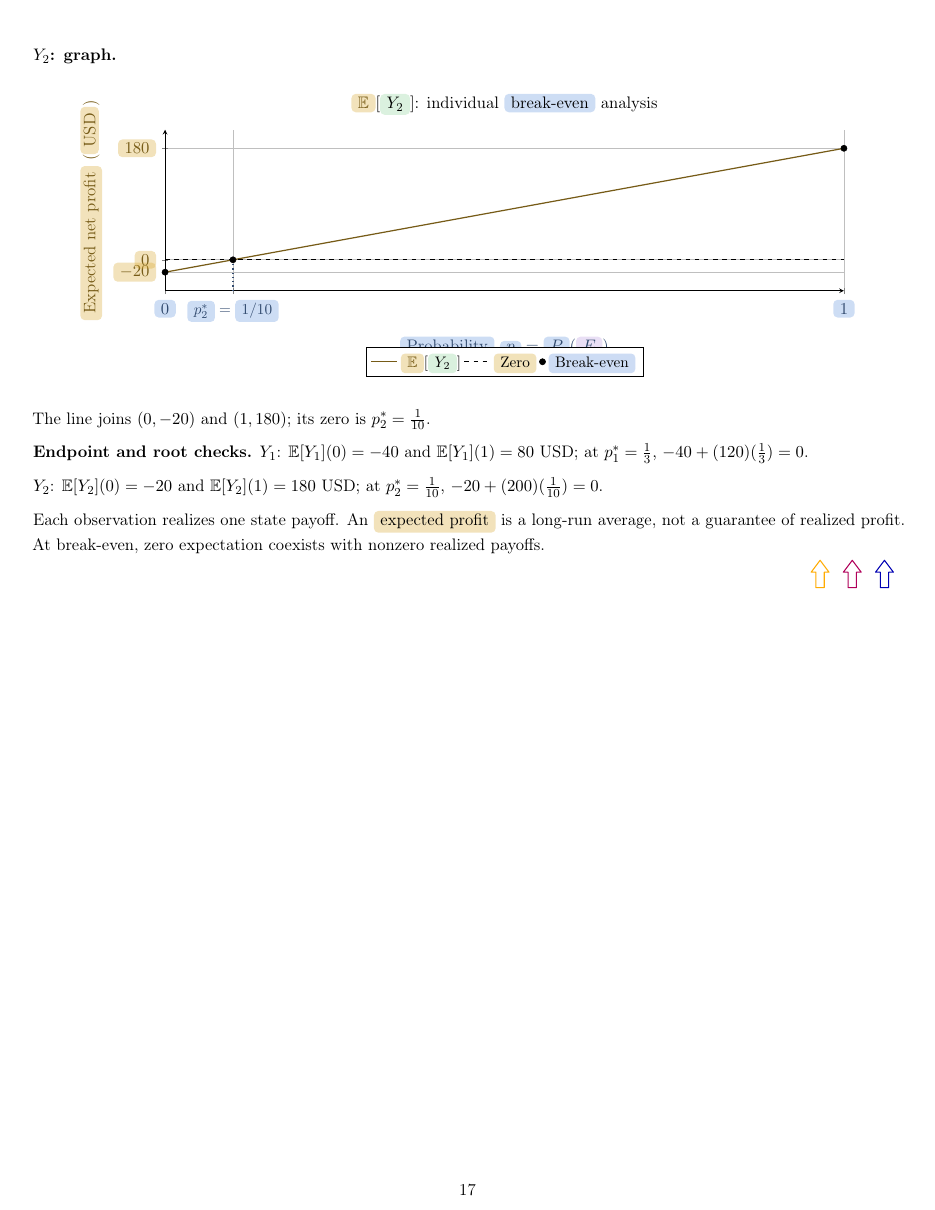 Y₂: graph.
𝔼[Y₂]: individual break-even analysis
Expected net profit (USD)
180
0
−20
0 p₂* = 1/10 1
Probability p = P(F)
𝔼[Y₂] Zero Break-even
The line joins (0, −20) and (1, 180); its zero is p₂* = 1/10.
Endpoint and root checks. Y₁: 𝔼[Y₁](0) = −40 and 𝔼[Y₁](1) = 80 USD; at p₁* = 1/3, −40 + (120)(1/3) = 0.
Y₂: 𝔼[Y₂](0) = −20 and 𝔼[Y₂](1) = 180 USD; at p₂* = 1/10, −20 + (200)(1/10) = 0.
Each observation realizes one state payoff. An expected profit is a long-run average, not a guarantee of realized profit.
At break-even, zero expectation coexists with nonzero realized payoffs.
17